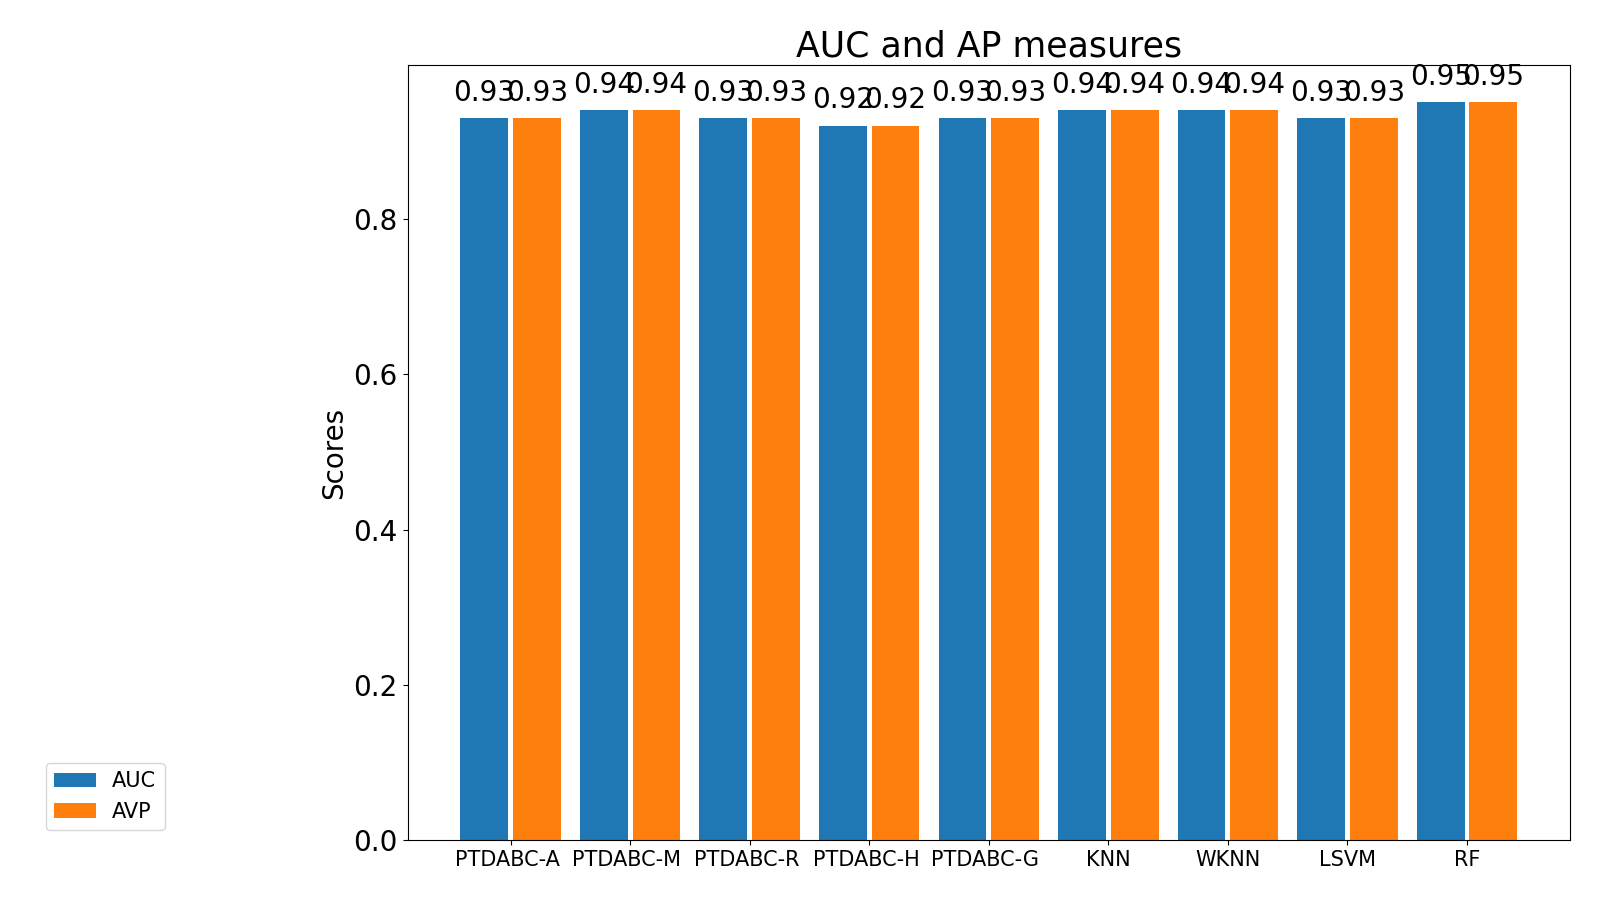 AUC and AP measures
0.93 0.93 0.94 0.94 0.93 0.93 0.92 0.92 0.93 0.93 0.94 0.94 0.94 0.94 0.93 0.93 0.95 0.95
0.8
0.6
0.4
0.2
0.0
Scores
PTDABC-A PTDABC-M PTDABC-R PTDABC-H PTDABC-G KNN WKNN LSVM RF
AUC
AVP